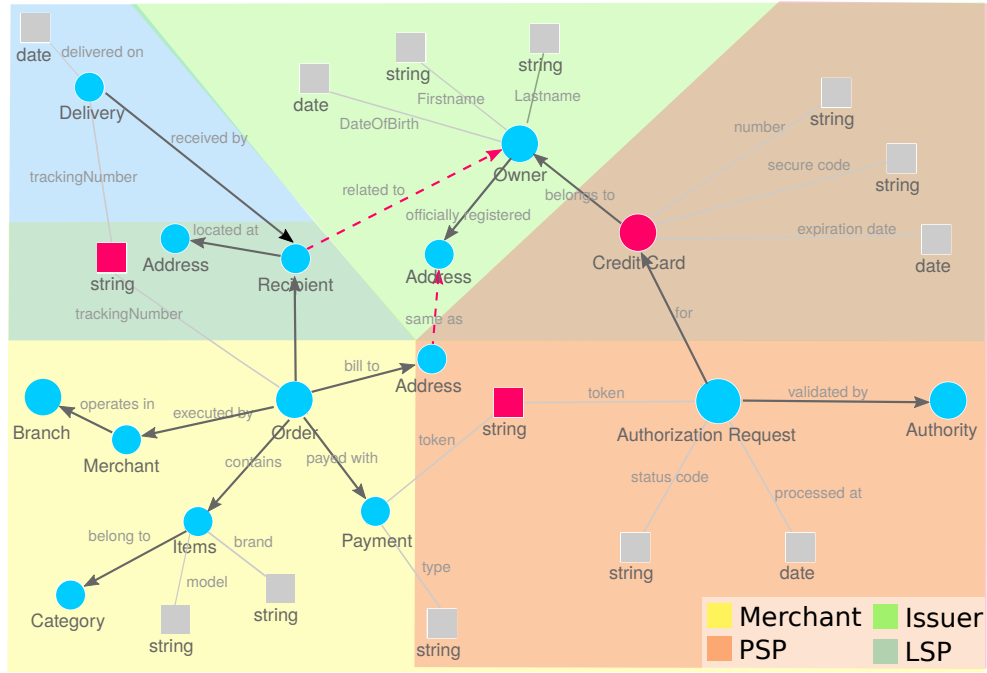 date
delivered on
Delivery
received by
trackingNumber
string
string
date
Firstname
Lastname
DateOfBirth
Owner
related to
belongs to
officially registered
number
string
secure code
string
expiration date
date
Credit Card
located at
Address
string
Recipient
Address
trackingNumber
same as
for
bill to
Address
operates in
executed by
Branch
Order
Merchant
contains
payed with
token
token
string
validated by
Authorization Request
Authority
status code
processed at
belong to
Items
brand
model
Payment
type
Category
string
string
string
string
date
Merchant
Issuer
PSP
LSP